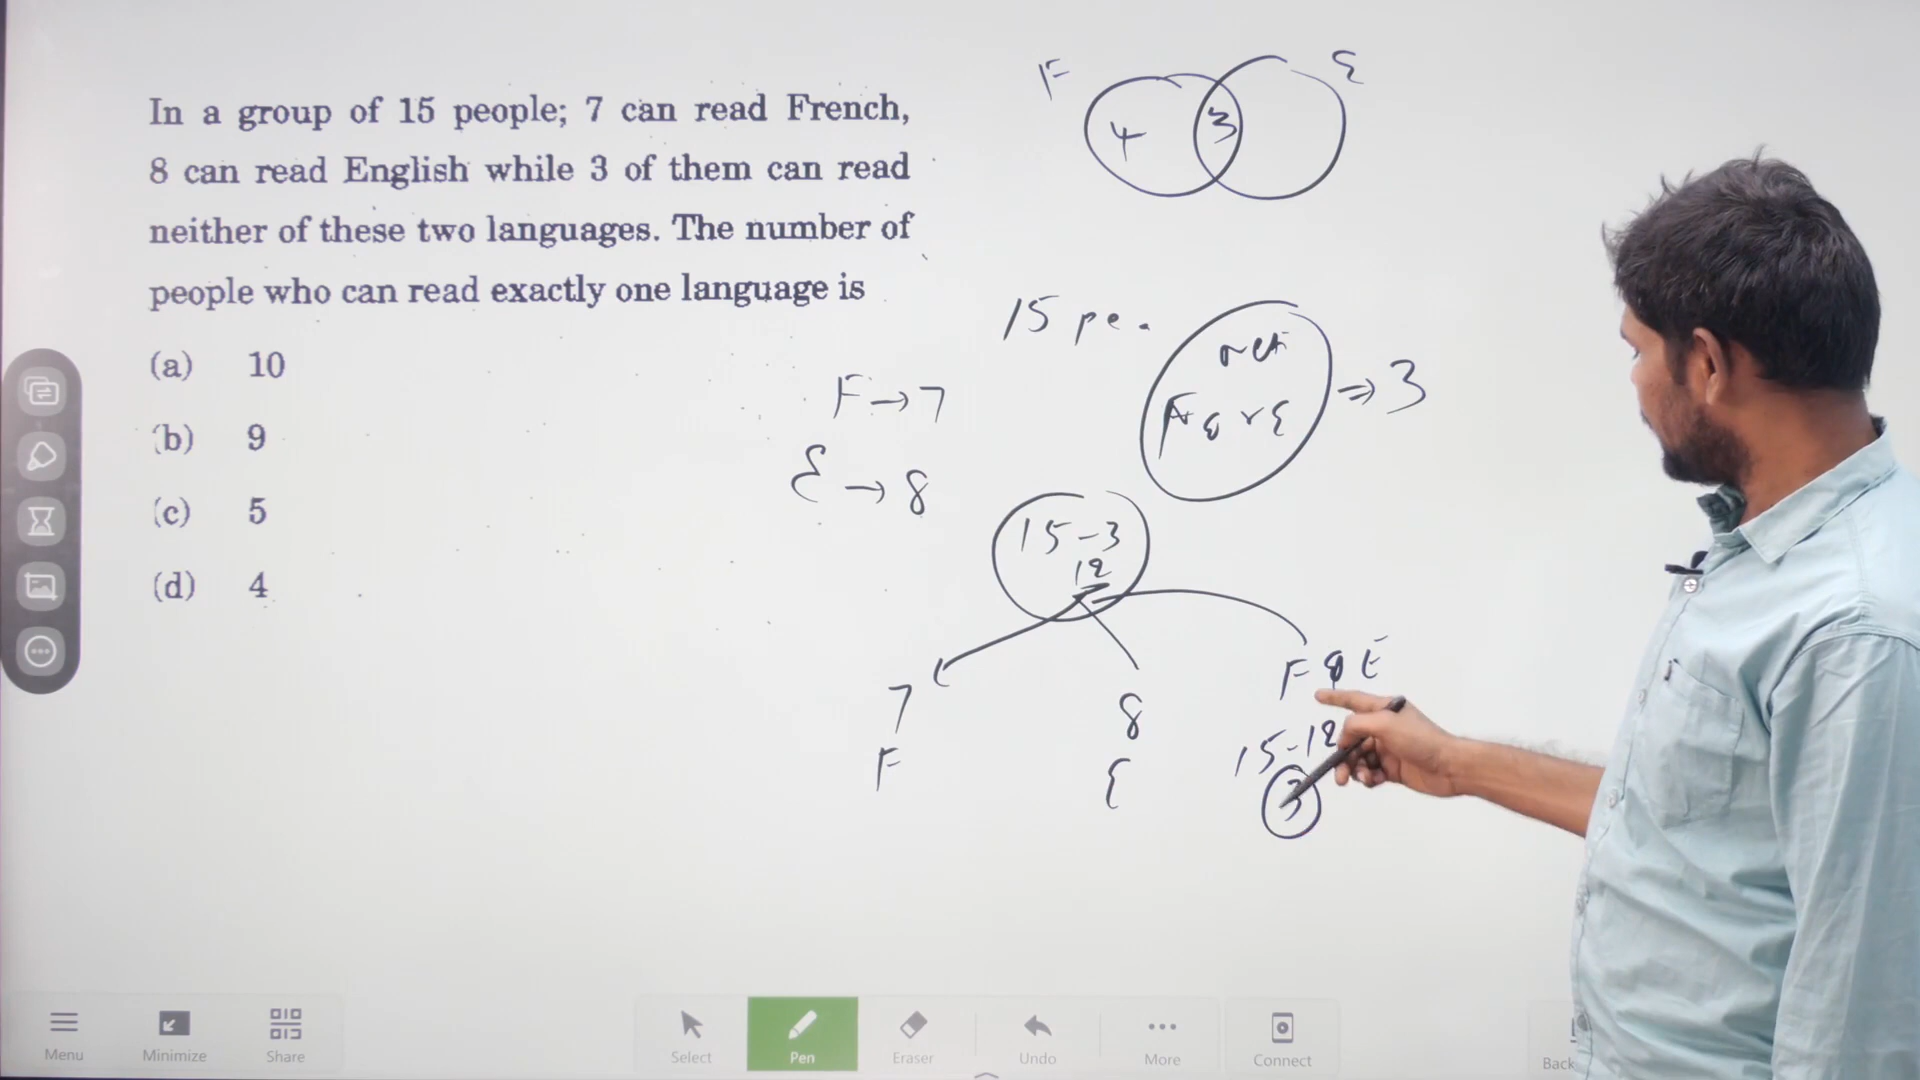 In a group of 15 people; 7 can read French,
8 can read English while 3 of them can read
neither of these two languages. The number of
people who can read exactly one language is
(a) 10
(b) 9
(c) 5
(d) 4
F E
4 3
15 pe.
F → 7
E → 8
not
F or E
⇒ 3
15-3
12
7
F
8
E
F & E
15-12
3
Menu
Minimize
Share
Select
Pen
Eraser
Undo
More
Connect
Back